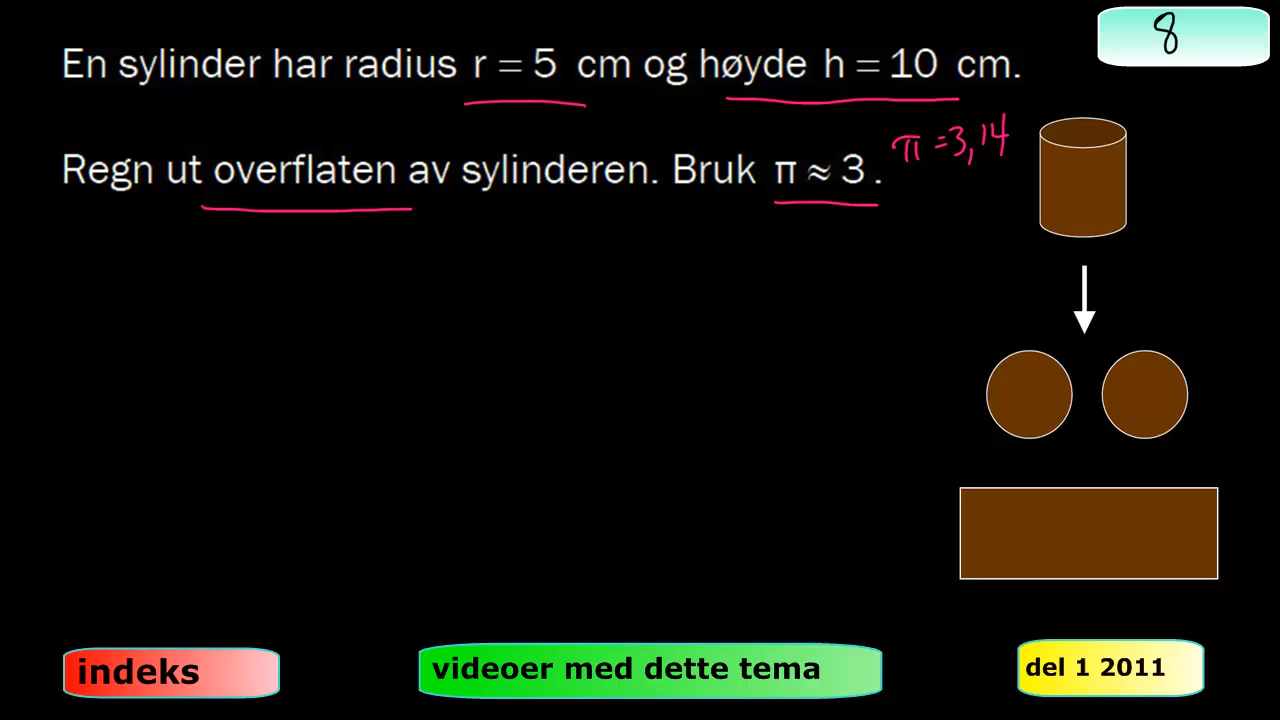 8
En sylinder har radius r = 5 cm og høyde h = 10 cm.
π = 3,14
Regn ut overflaten av sylinderen. Bruk π ≈ 3.
indeks
videoer med dette tema
del 1 2011